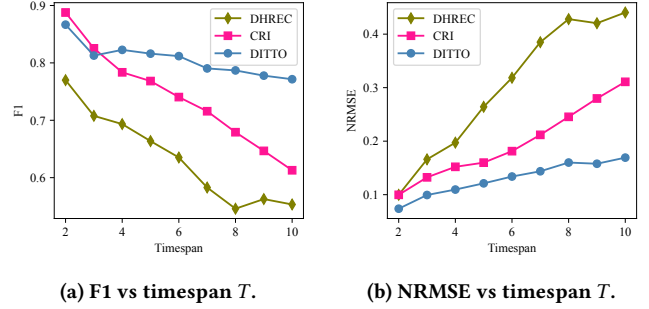 0.9
0.8
0.7
0.6
F1
DHREC
CRI
DITTO
2 4 6 8 10
Timespan
(a) F1 vs timespan T.
0.4
0.3
0.2
0.1
NRMSE
DHREC
CRI
DITTO
2 4 6 8 10
Timespan
(b) NRMSE vs timespan T.